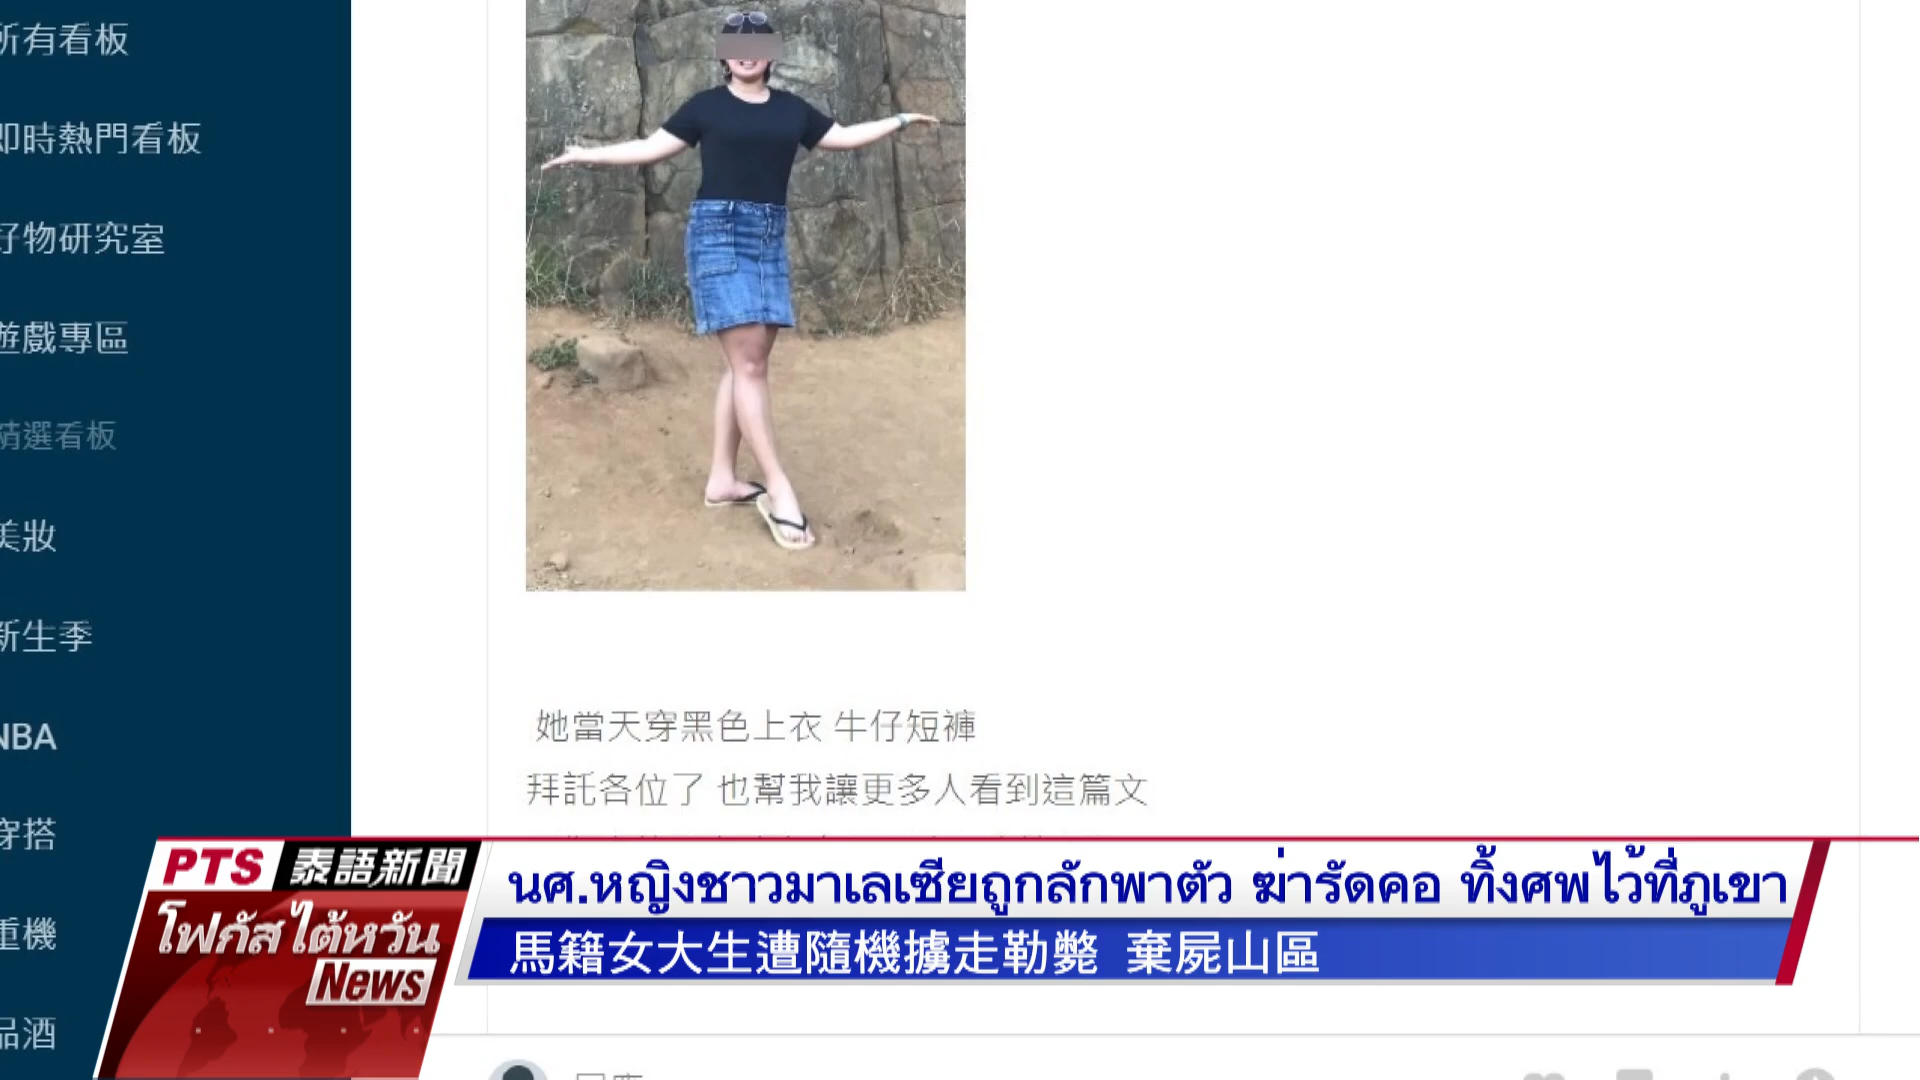 所有看板
即時熱門看板
好物研究室
遊戲專區
精選看板
美妝
新生季
NBA
穿搭
重機
品酒
她當天穿黑色上衣 牛仔短褲
拜託各位了 也幫我讓更多人看到這篇文
PTS 泰語新聞
โฟกัสไต้หวัน
News
นศ.หญิงชาวมาเลเซียถูกลักพาตัว ฆ่ารัดคอ ทิ้งศพไว้ที่ภูเขา
馬籍女大生遭隨機擄走勒斃 棄屍山區